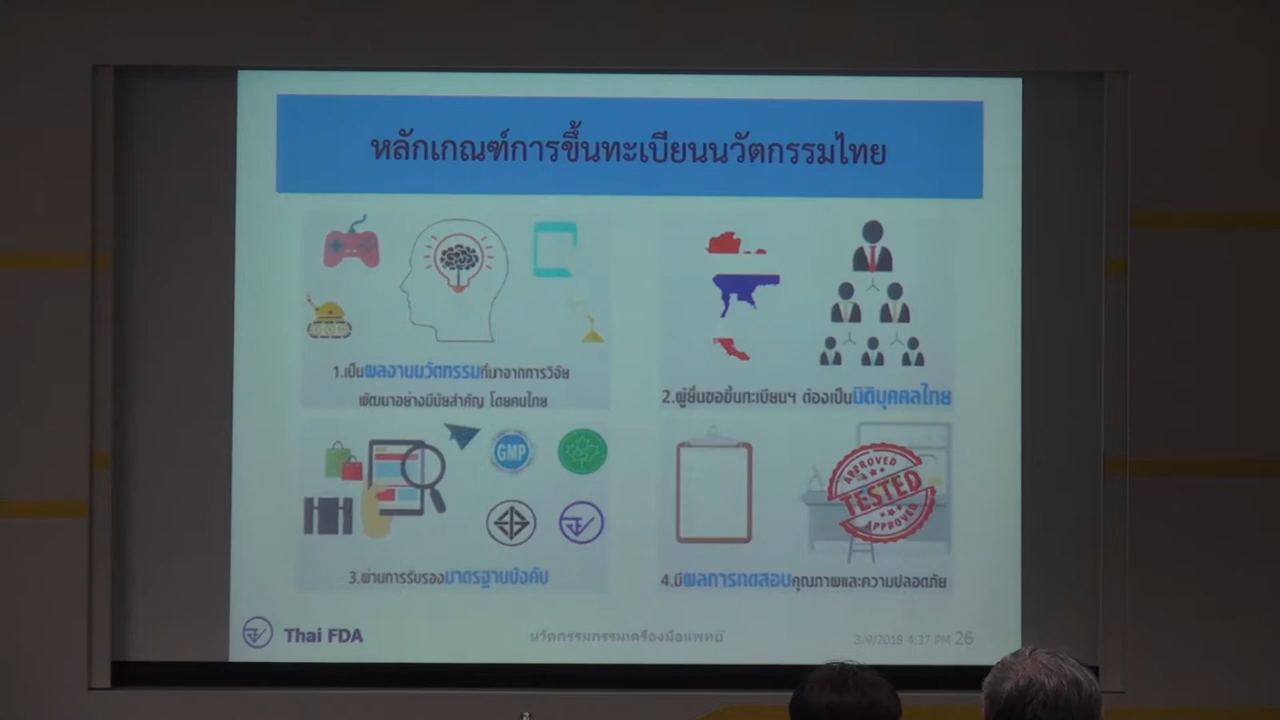 หลักเกณฑ์การขึ้นทะเบียนนวัตกรรมไทย
1.เป็นผลงานนวัตกรรมที่มาจากการวิจัย
พัฒนาอย่างมีนัยสำคัญ โดยคนไทย
2.ผู้ยื่นขอขึ้นทะเบียนฯ ต้องเป็นนิติบุคคลไทย
GMP
3.ผ่านการรับรองมาตรฐานบังคับ
APPROVED
TESTED
APPROVED
4.มีผลการทดสอบคุณภาพและความปลอดภัย
Thai FDA
นวัตกรรมกรรมเครื่องมือแพทย์
4:37 PM 26